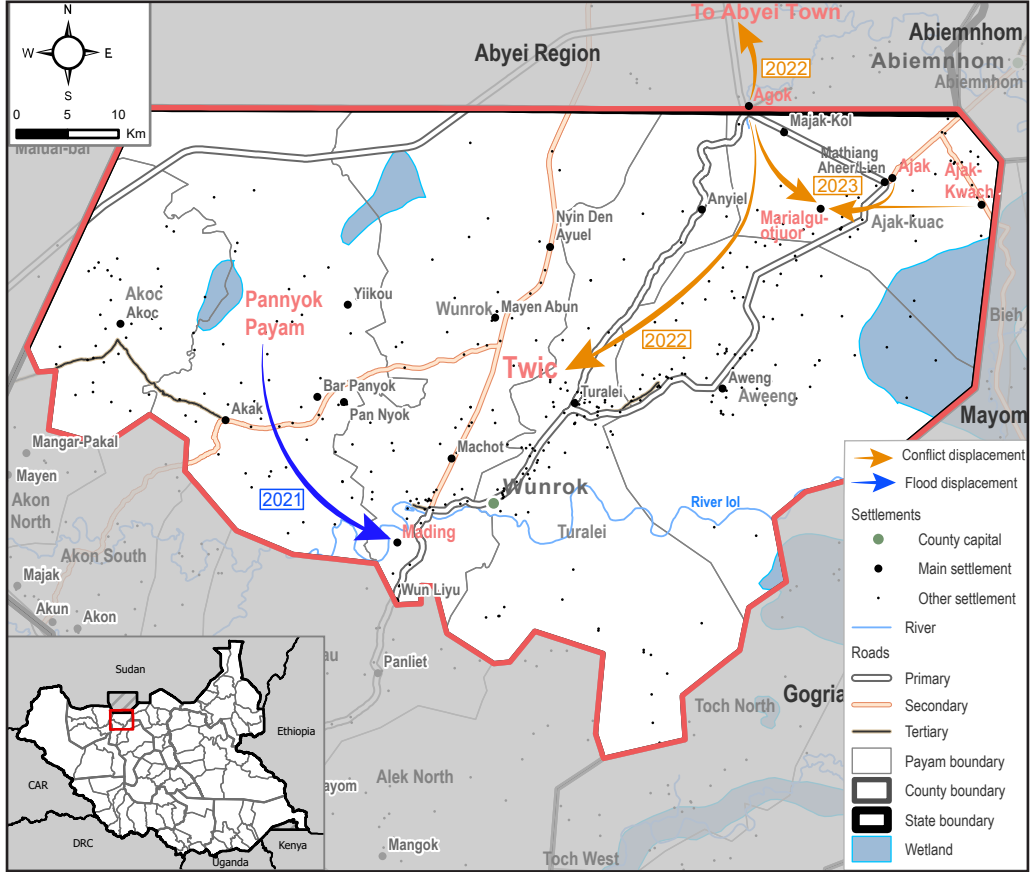 N
W
E
S
0
5
10
Km
To Abyei Town
Abiemnhom
Abiemnhom
Abiemnhom
Abyei Region
2022
Agok
Majak-Kol
Mathiang
Aheer/Lien
Ajak
Ajak-
Kwach
2023
Marialgu-
otjuor
Ajak-kuac
Anyiel
Nyin Den
Ayuel
Akoc
Akoc
Pannyok
Payam
Yiikou
Wunrok
Mayen Abun
2022
Bieh
Twic
Turalei
Aweng
Aweeng
Bar Panyok
Pan Nyok
Akak
Mayom
Mangar-Pakal
Mayen
Akon
North
Machot
2021
Wunrok
River lol
Mading
Turalei
Akon South
Majak
Akun
Akon
Wun Liyu
Panliet
Toch North
Gogria
Alek North
Mangok
Toch West
Conflict displacement
Flood displacement
Settlements
County capital
Main settlement
Other settlement
River
Roads
Primary
Secondary
Tertiary
Payam boundary
County boundary
State boundary
Wetland
Sudan
Ethiopia
CAR
DRC
Uganda
Kenya